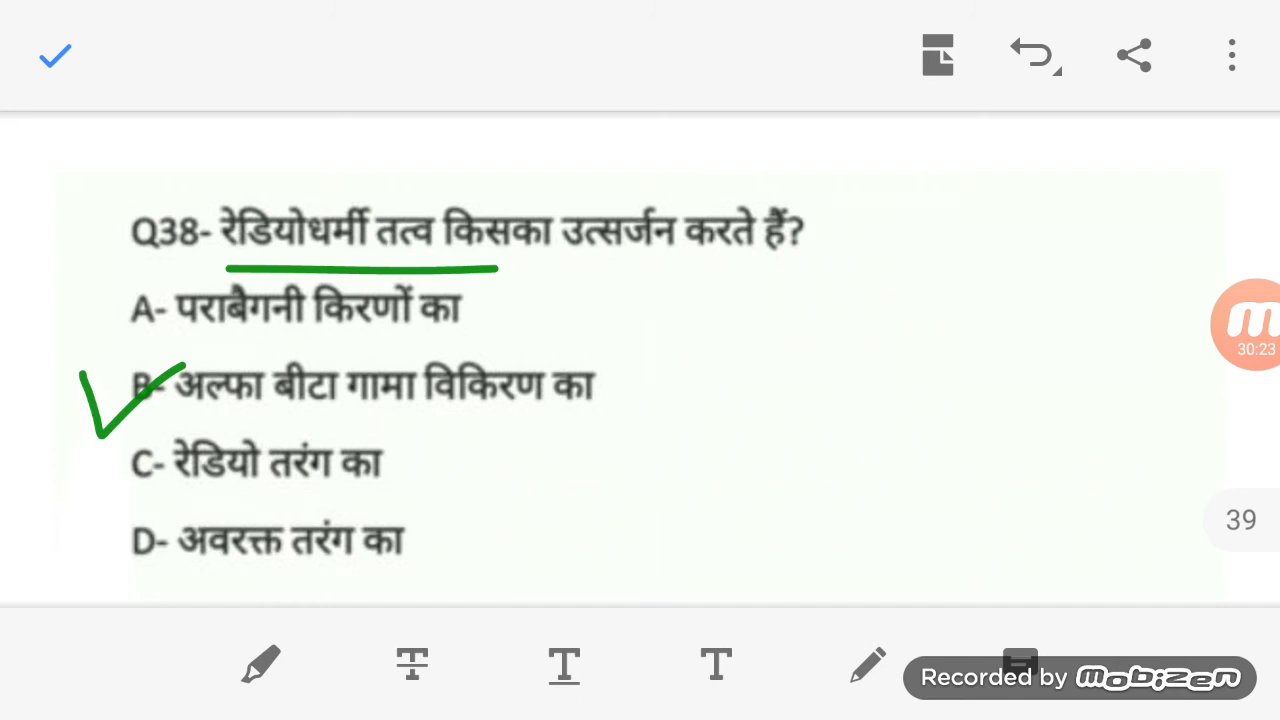 Q38- रेडियोधर्मी तत्व किसका उत्सर्जन करते हैं?
A- पराबैगनी किरणों का
B- अल्फा बीटा गामा विकिरण का
C- रेडियो तरंग का
D- अवरक्त तरंग का
30:23
39
T T T
Recorded by mobizen